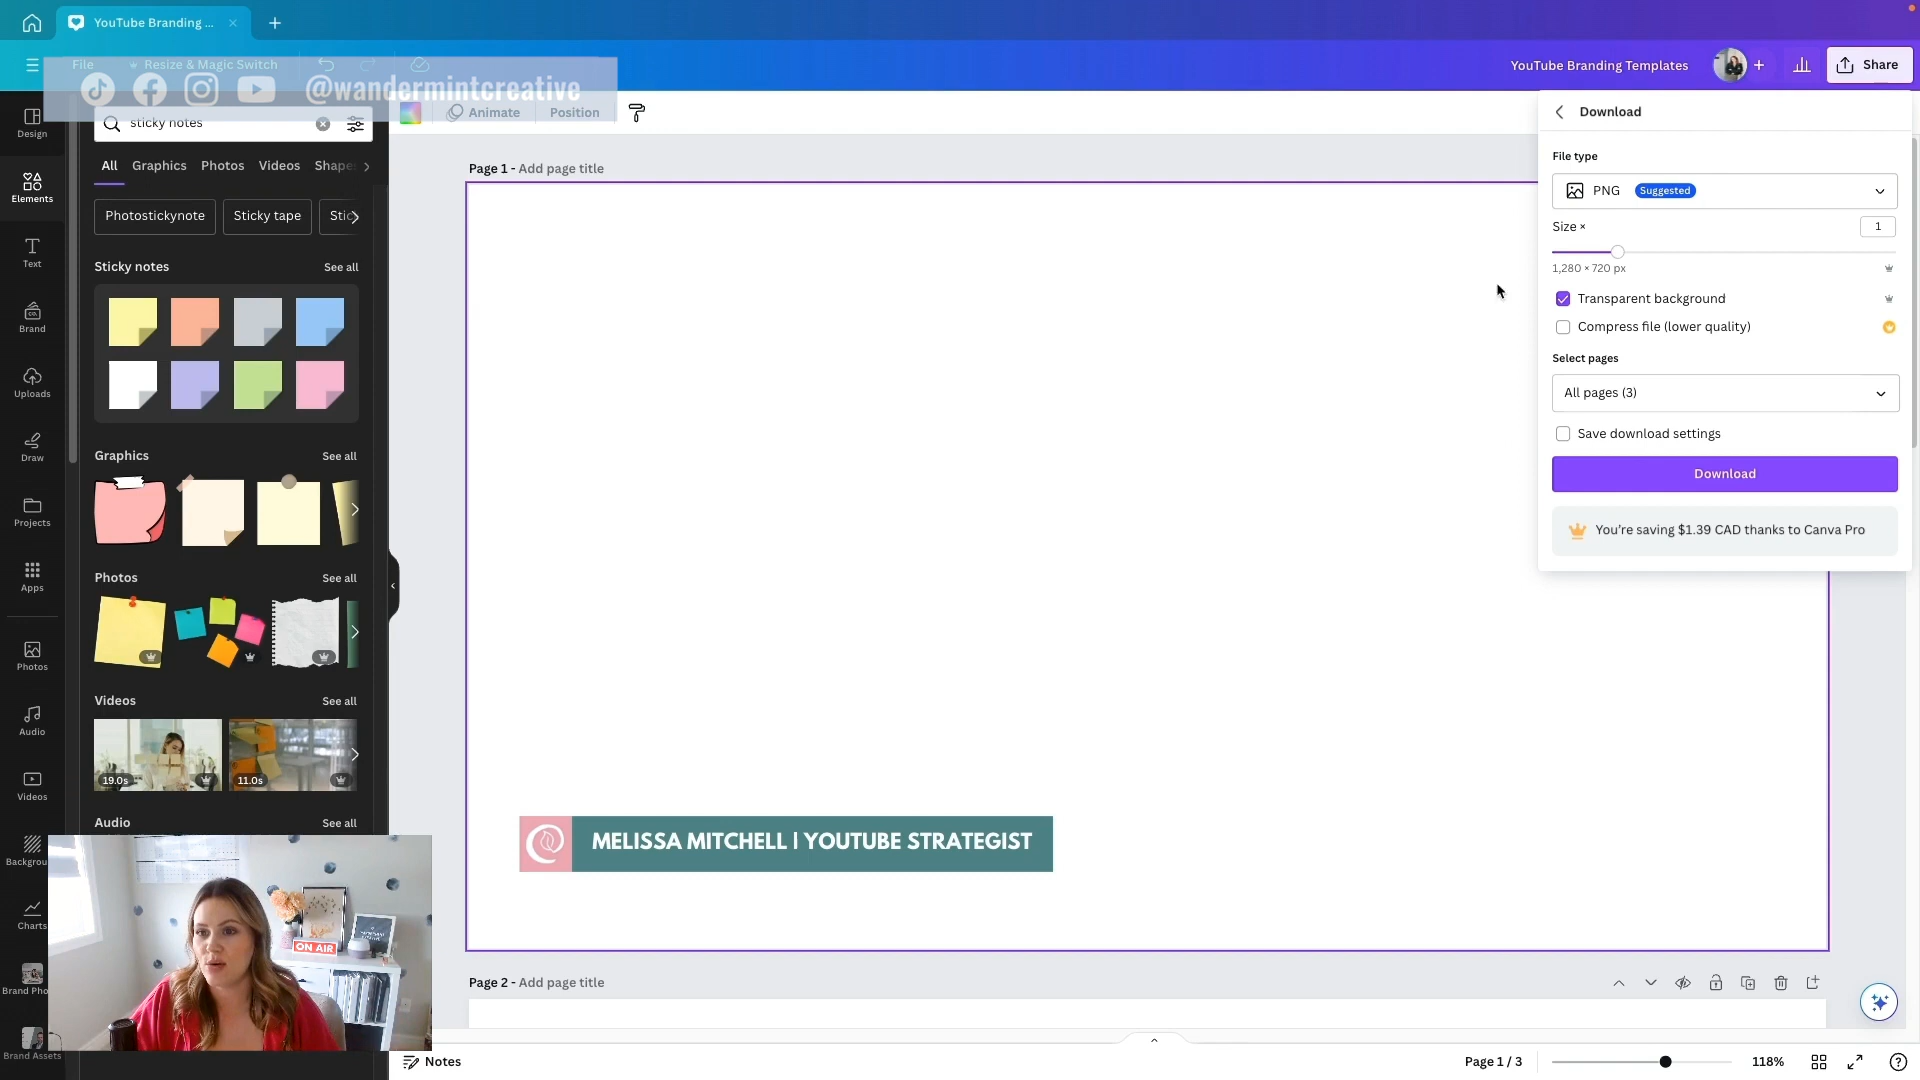 YouTube Branding ...
File
Resize & Magic Switch
YouTube Branding Templates
Share
@wandermintcreative
sticky notes
Animate
Position
Download
Design
Elements
Text
Brand
Uploads
Draw
Projects
Apps
Photos
Audio
Videos
Backgrou
Charts
Brand Pho
Brand Assets
All
Graphics
Photos
Videos
Shape
Photostickynote
Sticky tape
Stic
Sticky notes
See all
Graphics
See all
Photos
See all
Videos
See all
19.0s
11.0s
Audio
See all
ON AIR
Page 1 - Add page title
MELISSA MITCHELL | YOUTUBE STRATEGIST
Page 2 - Add page title
File type
PNG
Suggested
Size ×
1
1,280 × 720 px
Transparent background
Compress file (lower quality)
Select pages
All pages (3)
Save download settings
Download
You're saving $1.39 CAD thanks to Canva Pro
Notes
Page 1 / 3
118%